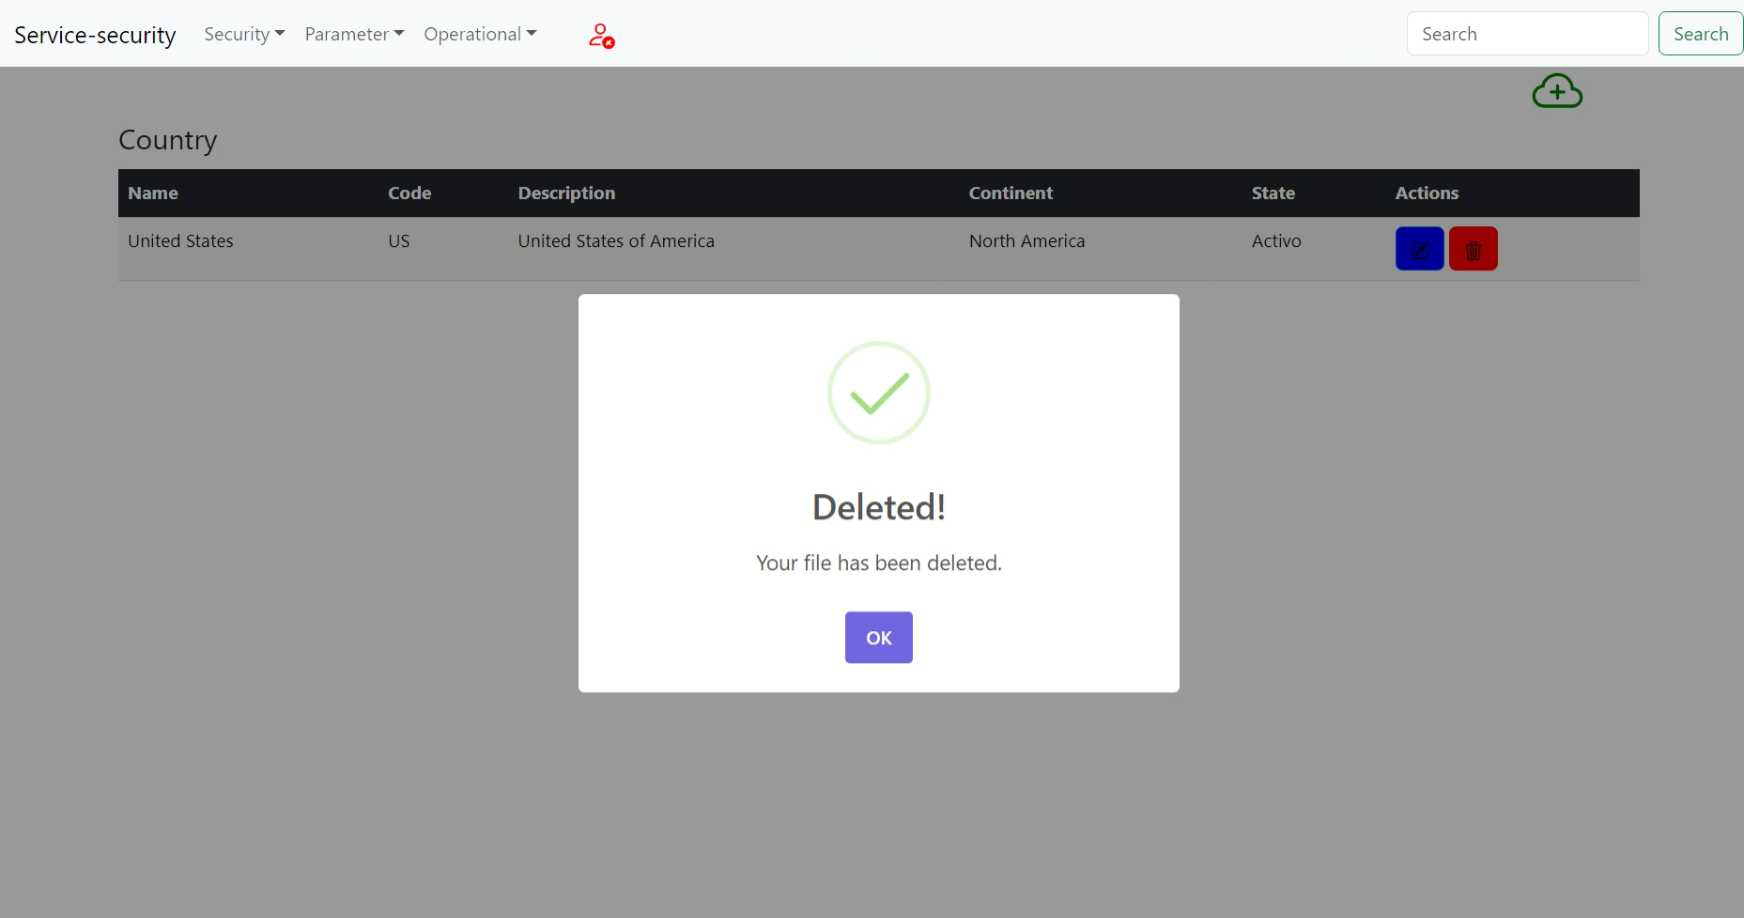 Service-security Security Parameter Operational Search Search
Country
Name Code Description Continent State Actions
United States US United States of America North America Activo
Deleted!
Your file has been deleted.
OK